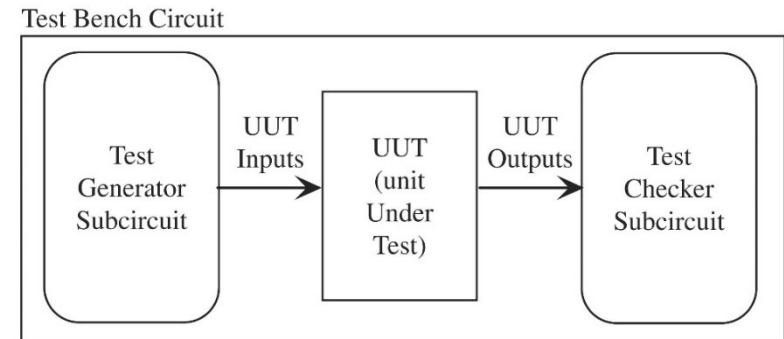 Test Bench Circuit
Test
Generator
Subcircuit
UUT
Inputs
UUT
(unit
Under
Test)
UUT
Outputs
Test
Checker
Subcircuit